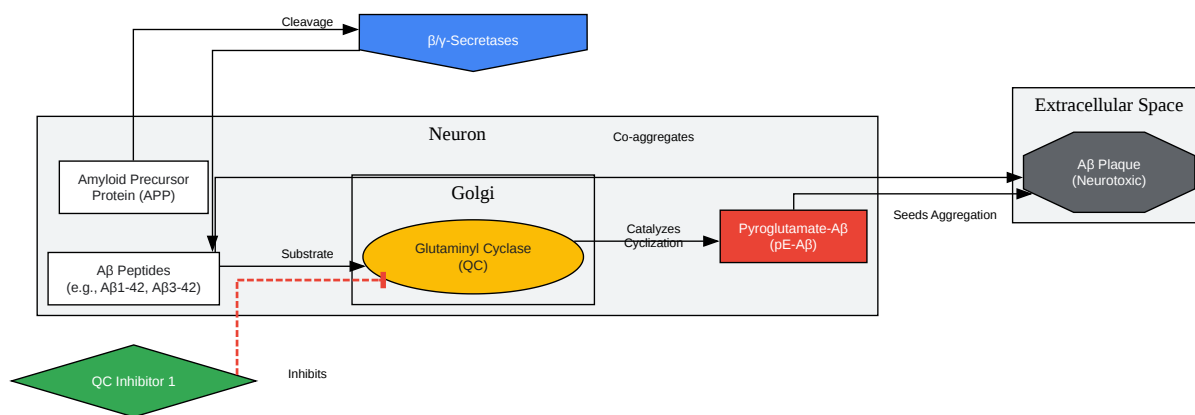 Cleavage
β/γ-Secretases
Neuron
Co-aggregates
Extracellular Space
Aβ Plaque
(Neurotoxic)
Amyloid Precursor
Protein (APP)
Golgi
Seeds Aggregation
Glutaminyl Cyclase
(QC)
Catalyzes
Cyclization
Pyroglutamate-Aβ
(pE-Aβ)
Substrate
Aβ Peptides
(e.g., Aβ1-42, Aβ3-42)
QC Inhibitor 1
Inhibits